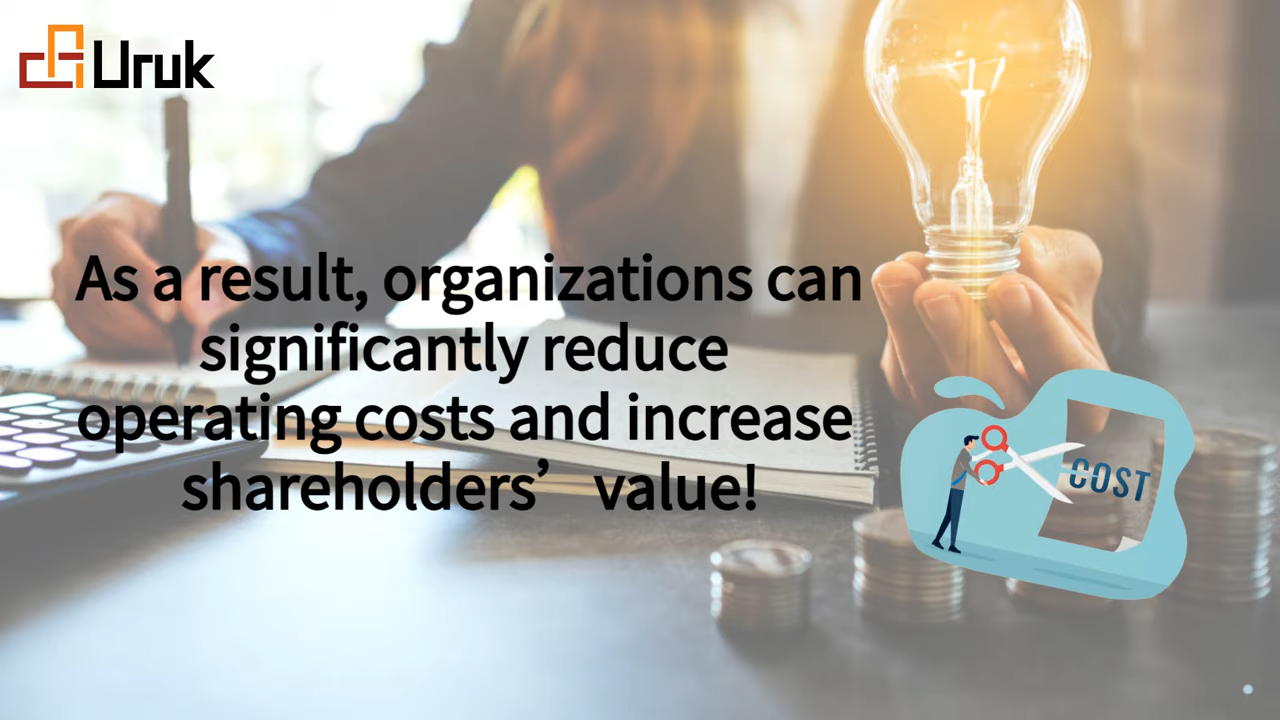 Uruk
As a result, organizations can
significantly reduce
operating costs and increase
shareholders’ value!
COST